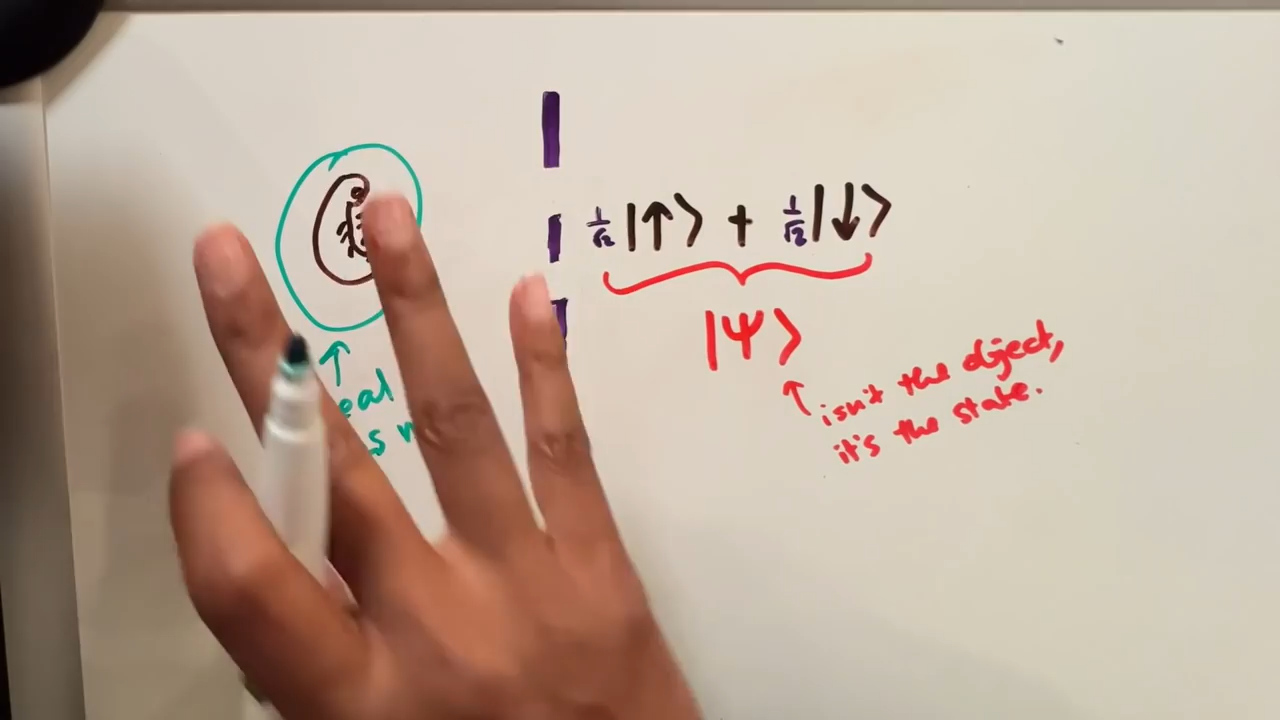 1/√2 |↑⟩ + 1/√2 |↓⟩
|Ψ⟩
isn't the object,
it's the state.